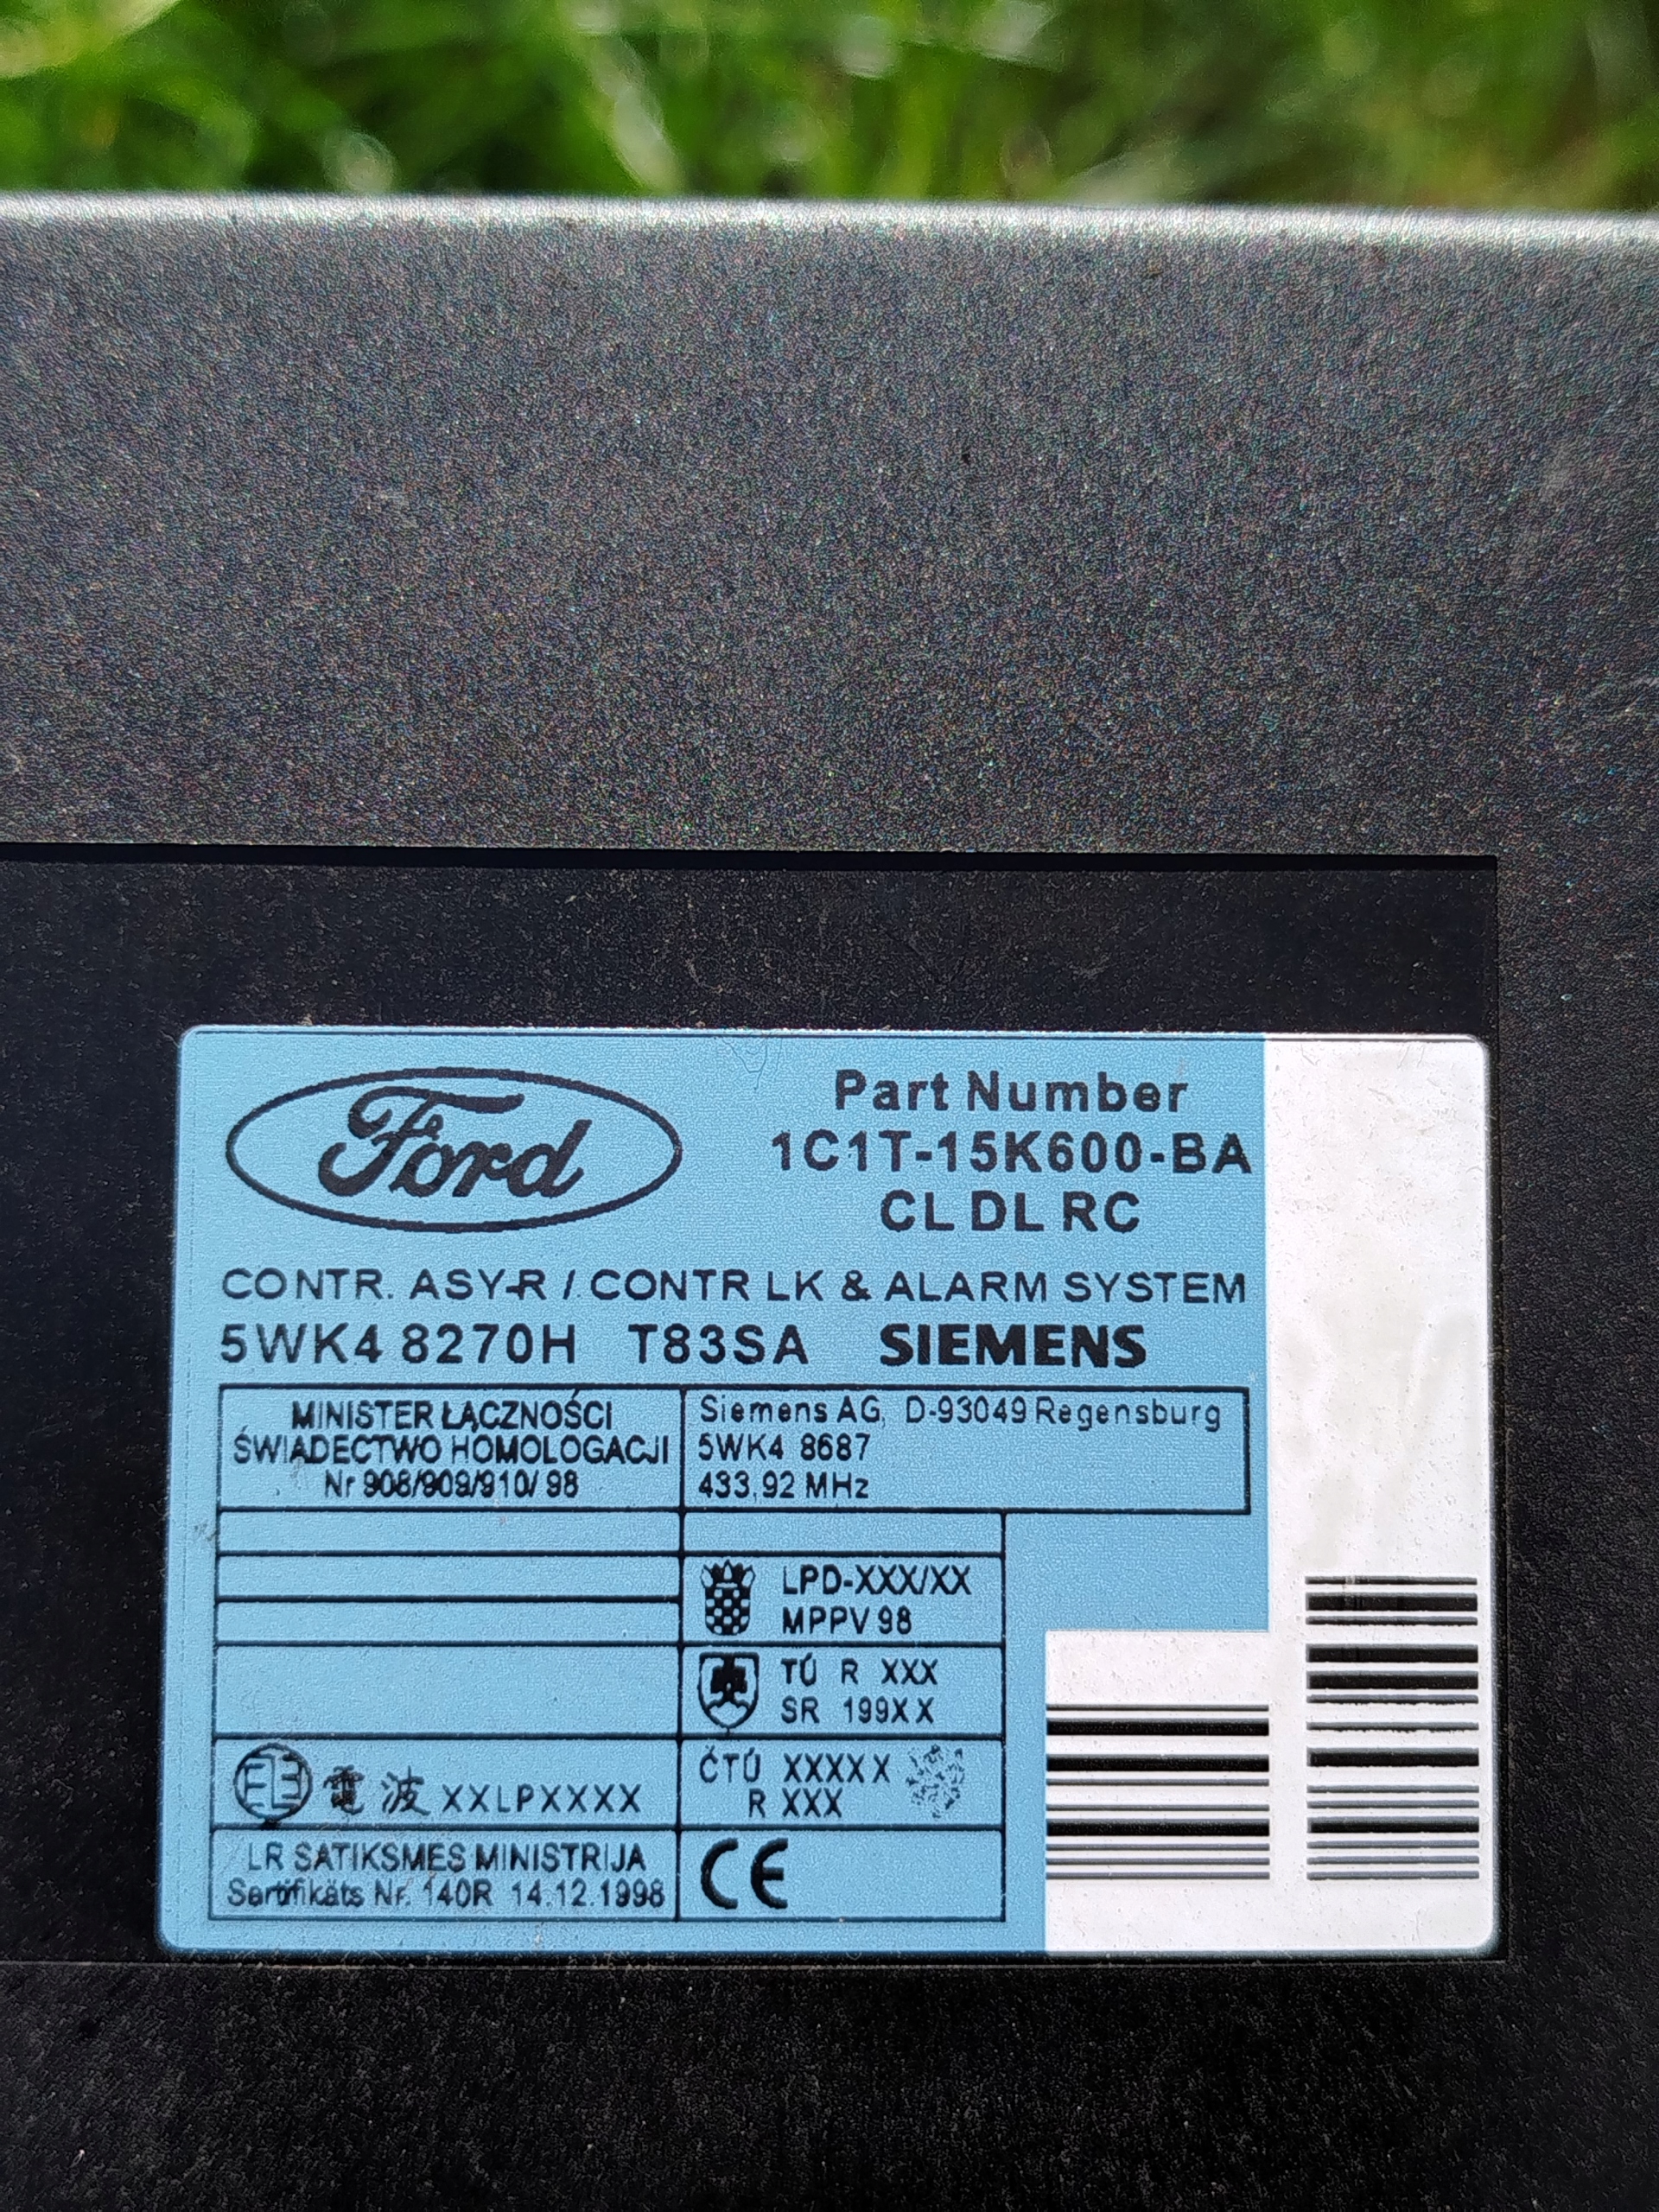 Ford
Part Number
1C1T-15K600-BA
CL DL RC
CONTR. ASY-R / CONTR LK & ALARM SYSTEM
5WK4 8270H T83SA SIEMENS
MINISTER ŁĄCZNOŚCI
ŚWIADECTWO HOMOLOGACJI
Nr 908/909/910/ 98
Siemens AG, D-93049 Regensburg
5WK4 8687
433,92 MHz
LPD-XXX/XX
MPPV 98
TÚ R XXX
SR 199XX
電波 XXLPXXXX
ČTÚ XXXXX
R XXX
LR SATIKSMES MINISTRIJA
Sertifikāts Nr. 140R 14.12.1998
CE